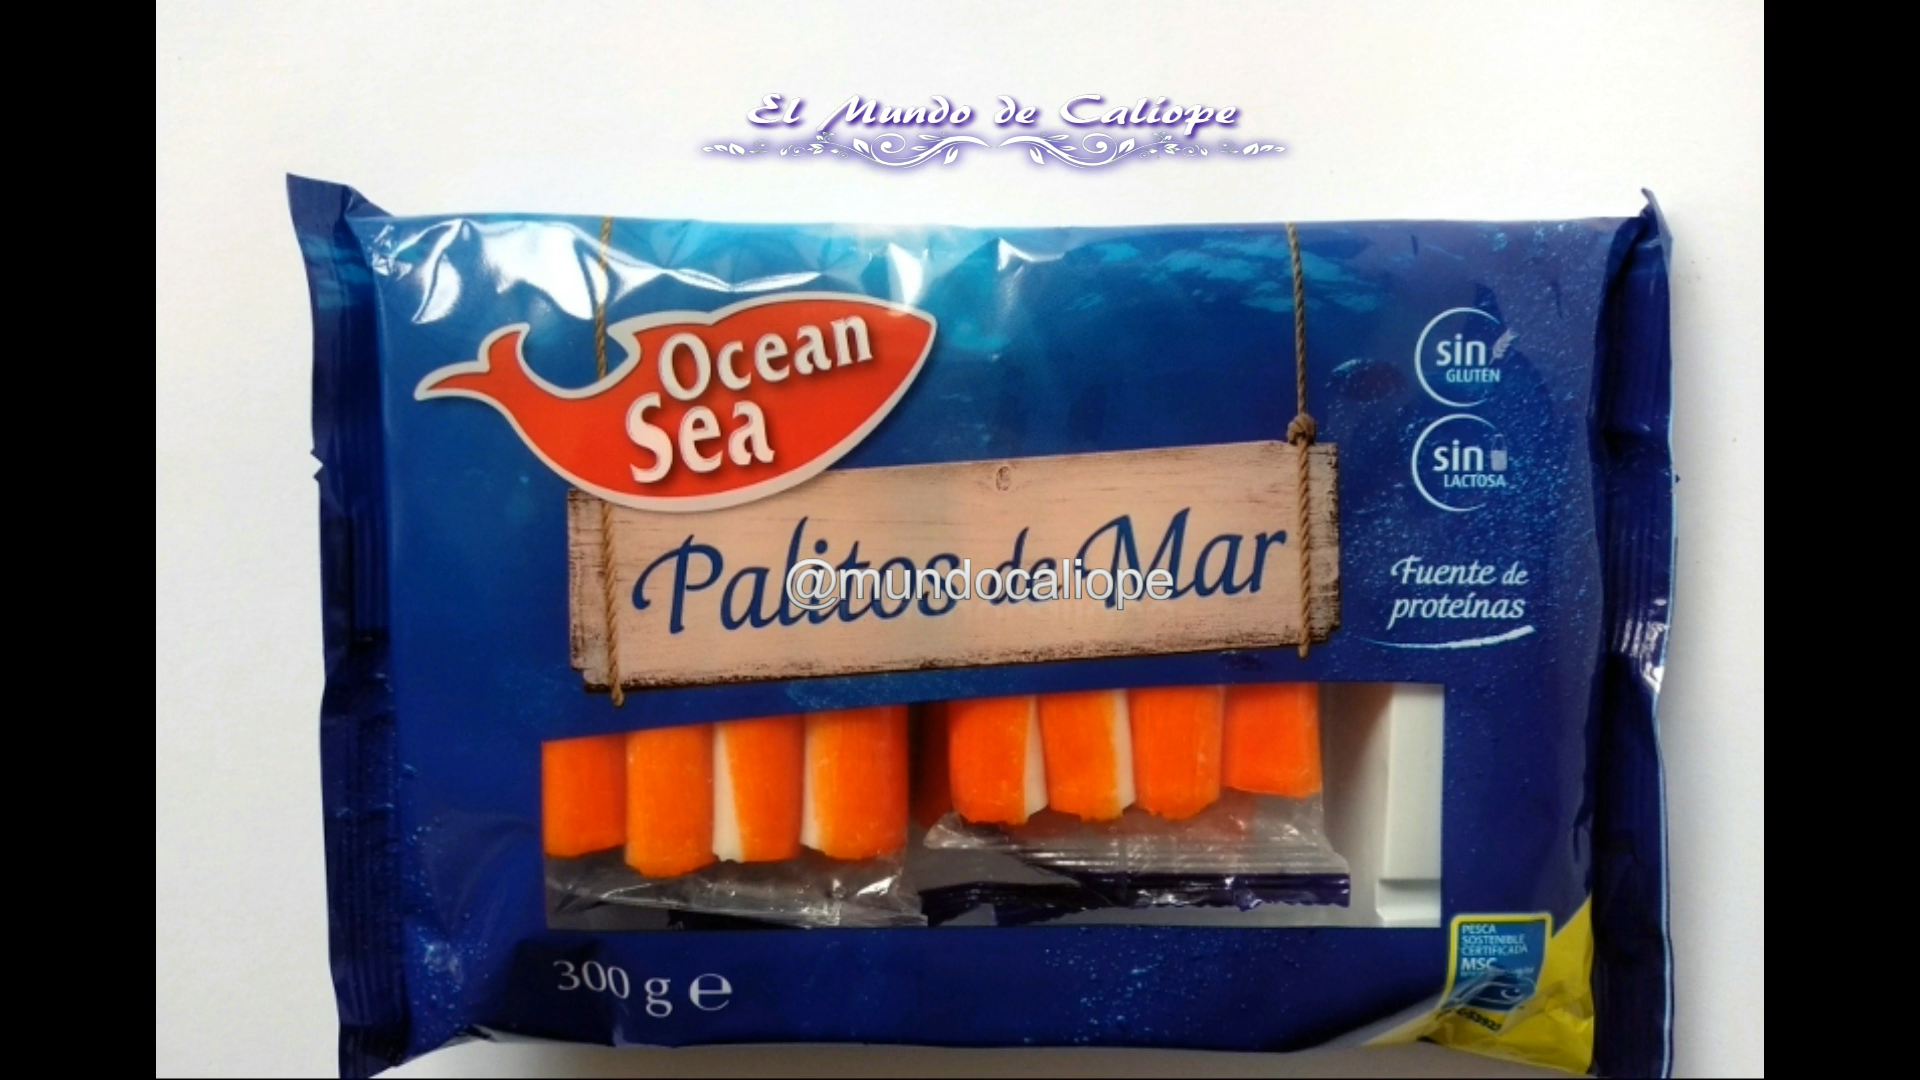 El Mundo de Caliope
Ocean
Sea
Palitos de Mar
@mundocaliope
sin
GLUTEN
sin
LACTOSA
Fuente de
proteínas
300 g e
PESCA
SOSTENIBLE
CERTIFICADA
MSC